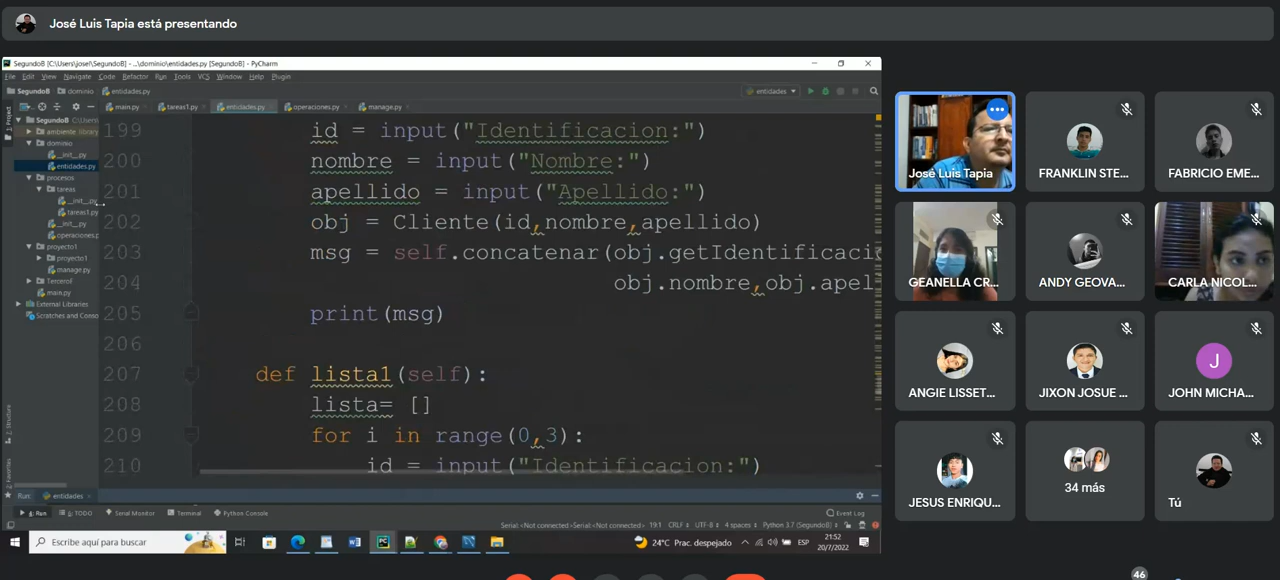 José Luis Tapia está presentando
SegundoB [C:\Users\josel\SegundoB] - ...\dominio\entidades.py [SegundoB] - PyCharm
File Edit View Navigate Code Refactor Run Tools VCS Window Help Plugin
SegundoB dominio entidades.py
main.py tareas1.py entidades.py operaciones.py manage.py
entidades
1: Project
SegundoB C:\Users
ambiente library
dominio
__init__.py
entidades.py
procesos
tareas
__init__.py
tareas1.py
__init__.py
operaciones.p
proyecto1
proyecto1
manage.py
main.py
External Libraries
Scratches and Conso
199 id = input("Identificacion:")
200 nombre = input("Nombre:")
201 apellido = input("Apellido:")
202 obj = Cliente(id,nombre,apellido)
203 msg = self.concatenar(obj.getIdentificaci
204 obj.nombre,obj.apel
205 print(msg)
206
207 def lista1(self):
208 lista= []
209 for i in range(0,3):
210 id = input("Identificacion:")
Z: Structure
2: Favorites
Run: entidades
4: Run 6: TODO Serial Monitor Terminal Python Console Event Log
Serial:<Not connected>Serial:<Not connected> 19:1 CRLF UTF-8 4 spaces Python 3.7 (SegundoB)
Escribe aquí para buscar
24°C Prac. despejado
ESP
21:52
20/7/2022
José Luis Tapia
FRANKLIN STE...
FABRICIO EME...
GEANELLA CR...
ANDY GEOVA...
CARLA NICOL...
ANGIE LISSET...
JIXON JOSUE ...
J
JOHN MICHA...
JESUS ENRIQU...
34 más
Tú
46